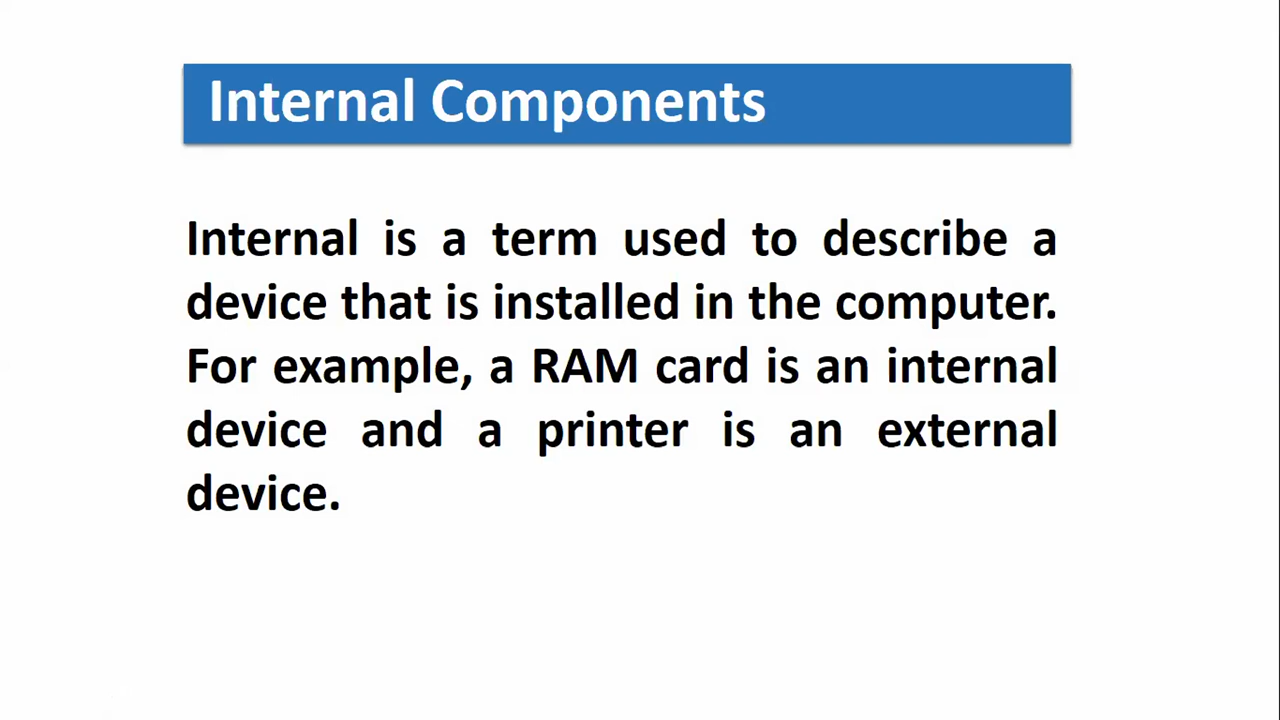 Internal Components
Internal is a term used to describe a
device that is installed in the computer.
For example, a RAM card is an internal
device and a printer is an external
device.